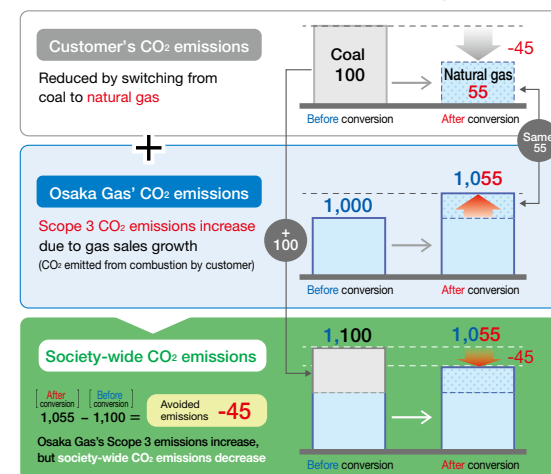 Customer's CO2 emissions
Reduced by switching from
coal to natural gas
Coal
100
-45
Natural gas
55
Before conversion
After conversion
Same
55
+
Osaka Gas' CO2 emissions
Scope 3 CO2 emissions increase
due to gas sales growth
(CO2 emitted from combustion by customer)
+
100
1,000
1,055
Before conversion
After conversion
Society-wide CO2 emissions
[After conversion] [Before conversion]
1,055 − 1,100 =
Avoided
emissions -45
Osaka Gas's Scope 3 emissions increase,
but society-wide CO2 emissions decrease
1,100
1,055
-45
Before conversion
After conversion